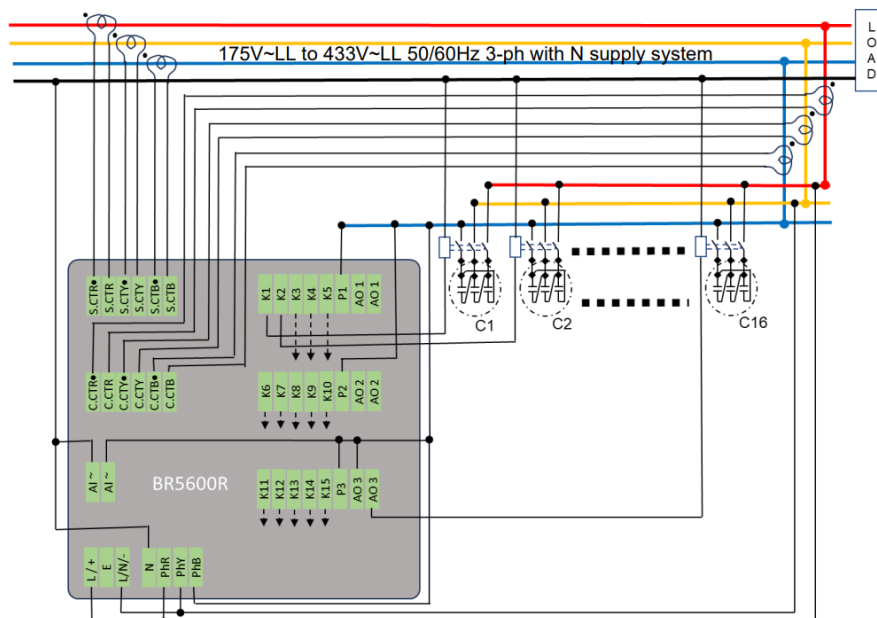 LOAD
175V~LL to 433V~LL 50/60Hz 3-ph with N supply system
S.CTR•
S.CTR
S.CTY•
S.CTY
S.CTB•
S.CTB
K1
K2
K3
K4
K5
P1
AO 1
AO 1
C1
C2
C16
C.CTR•
C.CTR
C.CTY•
C.CTY
C.CTB•
C.CTB
K6
K7
K8
K9
K10
P2
AO 2
AO 2
AI ~
AI ~
BR5600R
K11
K12
K13
K14
K15
P3
AO 3
AO 3
L / +
E
L/N/-
N
PhR
PhY
PhB